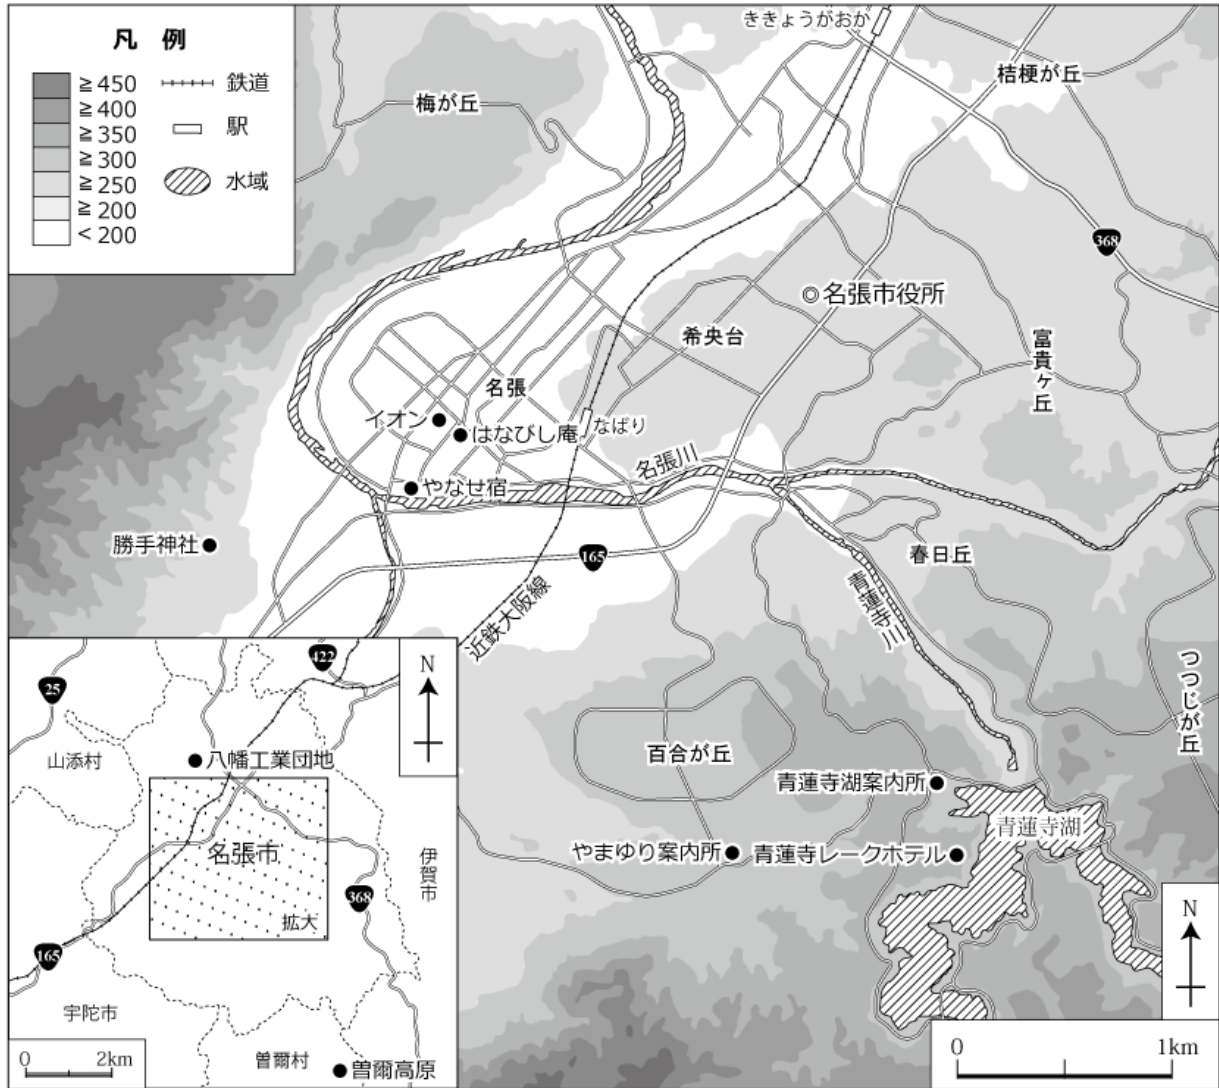 凡 例
≧ 450
≧ 400
≧ 350
≧ 300
≧ 250
≧ 200
< 200
鉄道
駅
水域
ききょうがおか
桔梗が丘
梅が丘
368
名張市役所
希央台
富貴ヶ丘
名張
イオン
はなびし庵
なばり
名張川
やなせ宿
勝手神社
165
春日丘
青蓮寺川
近鉄大阪線
つつじが丘
百合が丘
青蓮寺湖案内所
青蓮寺湖
やまゆり案内所
青蓮寺レークホテル
N
0 1km
422
25
N
山添村
八幡工業団地
名張市
伊賀市
拡大
368
165
宇陀市
曽爾村
曽爾高原
0 2km